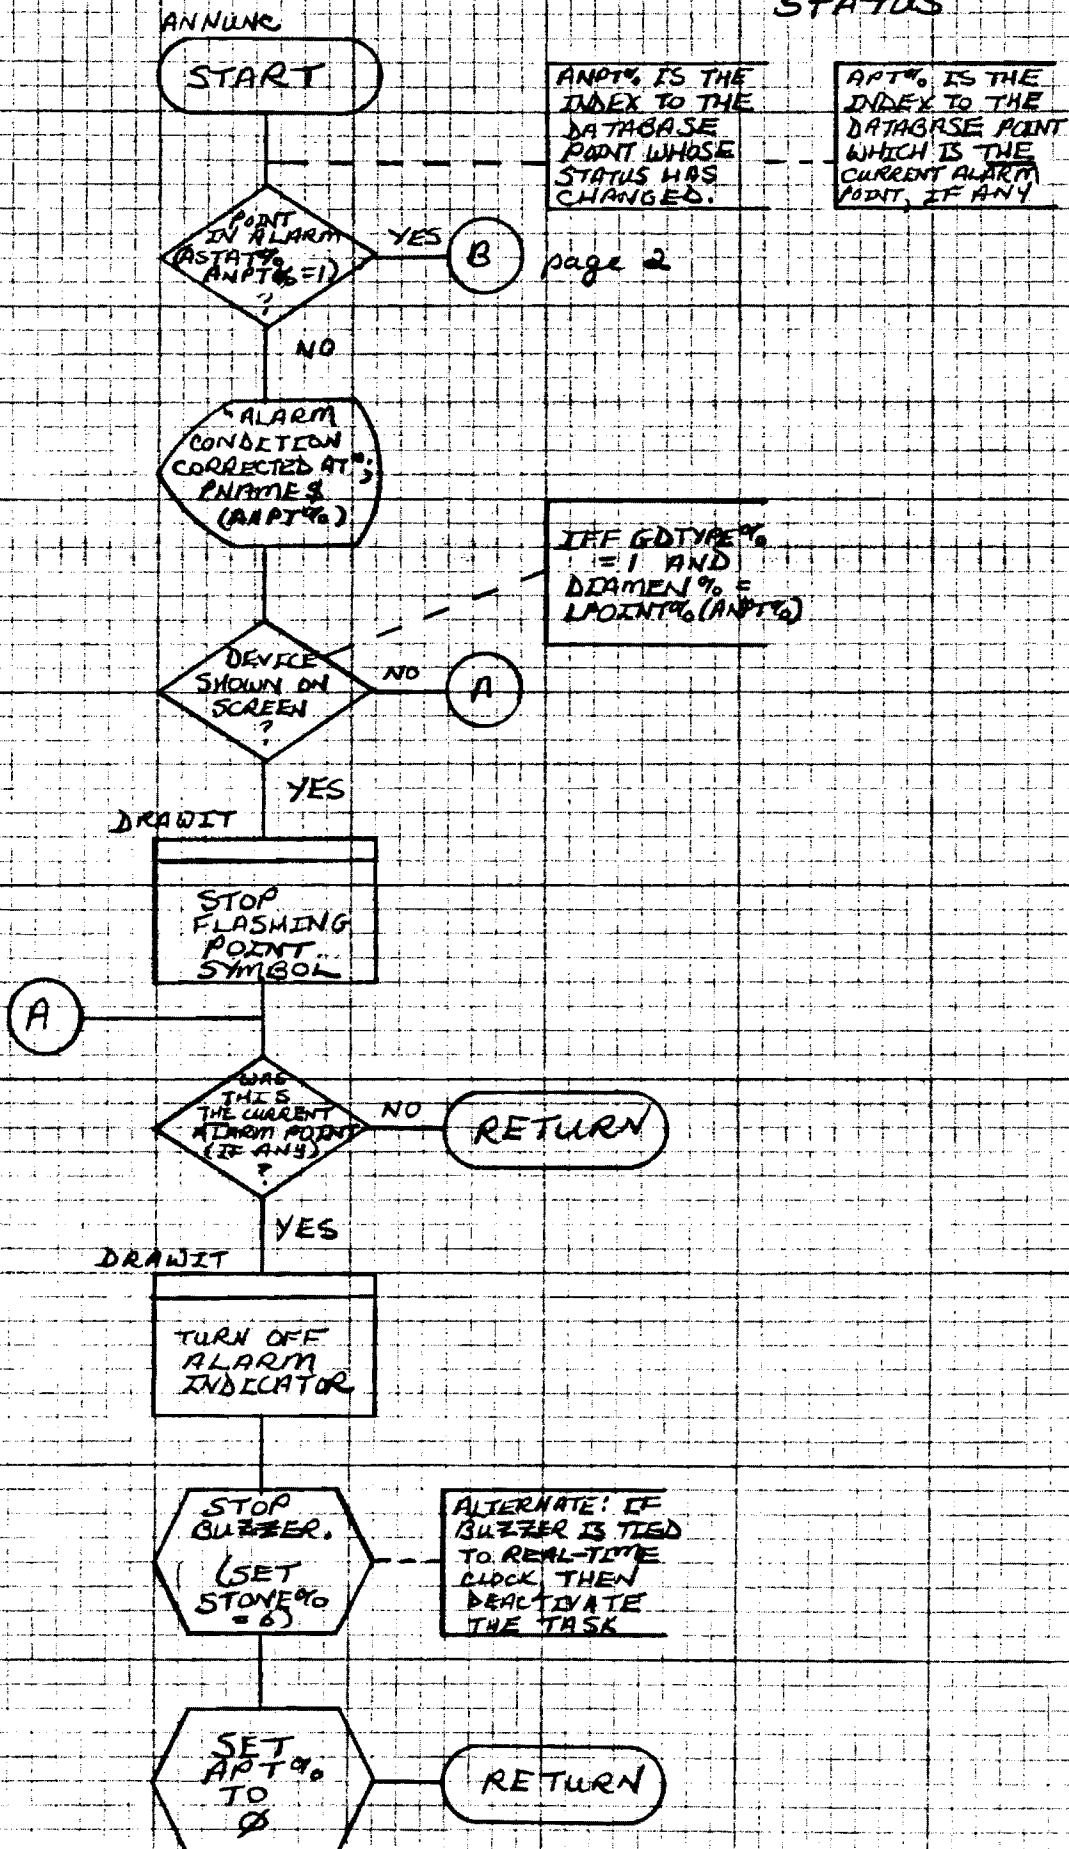 STATUS
ANNUNC
START
ANPT% IS THE
INDEX TO THE
DATABASE
POINT WHOSE
STATUS HAS
CHANGED.
APT% IS THE
INDEX TO THE
DATABASE POINT
WHICH IS THE
CURRENT ALARM
POINT, IF ANY
POINT
IN ALARM
(ASTAT%
ANPT%=1)
?
YES
B
page 2
NO
"ALARM
CONDITION
CORRECTED AT";
PNAME$
(ANPT%)
IFF GDTYPE%
= 1 AND
DIAMEN% =
LPOINT%(ANPT%)
DEVICE
SHOWN ON
SCREEN
?
NO
A
YES
DRAWIT
STOP
FLASHING
POINT
SYMBOL
A
WAS
THIS
THE CURRENT
ALARM POINT
(IF ANY)
?
NO
RETURN
YES
DRAWIT
TURN OFF
ALARM
INDICATOR
STOP
BUZZER.
(SET
STONE%
= 0)
ALTERNATE: IF
BUZZER IS TIED
TO REAL-TIME
CLOCK, THEN
DEACTIVATE
THE TASK
SET
APT%
TO
Ø
RETURN